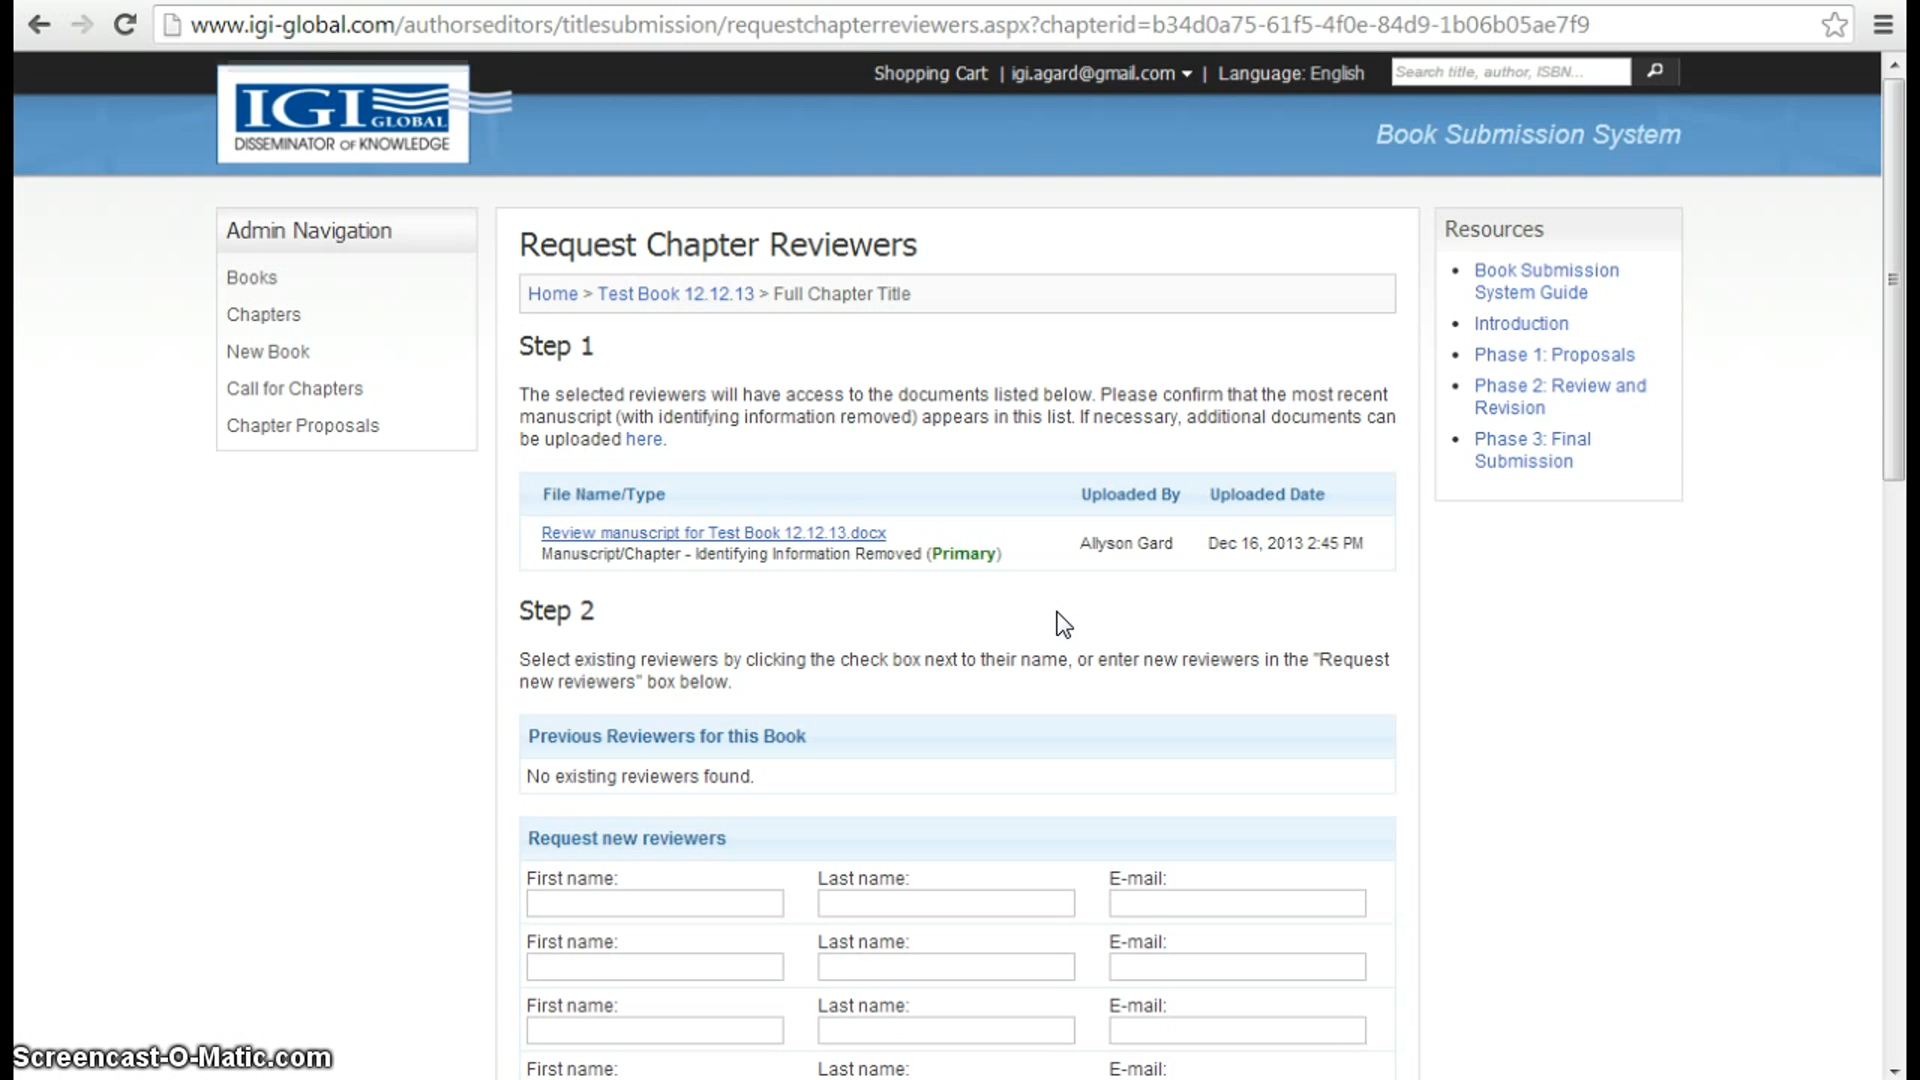 www.igi-global.com/authorseditors/titlesubmission/requestchapterreviewers.aspx?chapterid=b34d0a75-61f5-4f0e-84d9-1b06b05ae7f9
Shopping Cart | igi.agard@gmail.com | Language: English
Search title, author, ISBN...
IGI GLOBAL
DISSEMINATOR OF KNOWLEDGE
Book Submission System
Admin Navigation
Books
Chapters
New Book
Call for Chapters
Chapter Proposals
Request Chapter Reviewers
Home > Test Book 12.12.13 > Full Chapter Title
Step 1
The selected reviewers will have access to the documents listed below. Please confirm that the most recent
manuscript (with identifying information removed) appears in this list. If necessary, additional documents can
be uploaded here.
File Name/Type Uploaded By Uploaded Date
Review manuscript for Test Book 12.12.13.docx
Manuscript/Chapter - Identifying Information Removed (Primary)
Allyson Gard Dec 16, 2013 2:45 PM
Step 2
Select existing reviewers by clicking the check box next to their name, or enter new reviewers in the "Request
new reviewers" box below.
Previous Reviewers for this Book
No existing reviewers found.
Request new reviewers
First name: Last name: E-mail:
First name: Last name: E-mail:
First name: Last name: E-mail:
First name: Last name: E-mail:
Resources
• Book Submission
System Guide
• Introduction
• Phase 1: Proposals
• Phase 2: Review and
Revision
• Phase 3: Final
Submission
Screencast-O-Matic.com